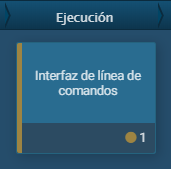 Ejecución
Interfaz de línea de
comandos
1